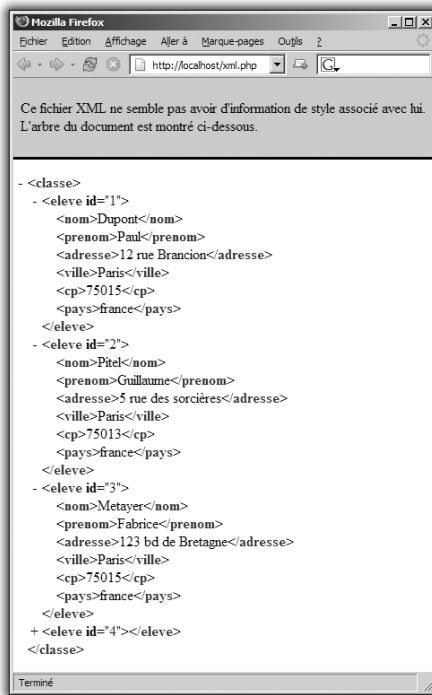 Mozilla Firefox
Fichier Edition Affichage Aller à Marque-pages Outils ?
http://localhost/xml.php
Ce fichier XML ne semble pas avoir d'information de style associé avec lui.
L'arbre du document est montré ci-dessous.
- <classe>
- <eleve id="1">
<nom>Dupont</nom>
<prenom>Paul</prenom>
<adresse>12 rue Brancion</adresse>
<ville>Paris</ville>
<cp>75015</cp>
<pays>france</pays>
</eleve>
- <eleve id="2">
<nom>Pitel</nom>
<prenom>Guillaume</prenom>
<adresse>5 rue des sorcières</adresse>
<ville>Paris</ville>
<cp>75013</cp>
<pays>france</pays>
</eleve>
- <eleve id="3">
<nom>Metayer</nom>
<prenom>Fabrice</prenom>
<adresse>123 bd de Bretagne</adresse>
<ville>Paris</ville>
<cp>75015</cp>
<pays>france</pays>
</eleve>
+ <eleve id="4"></eleve>
</classe>
Terminé